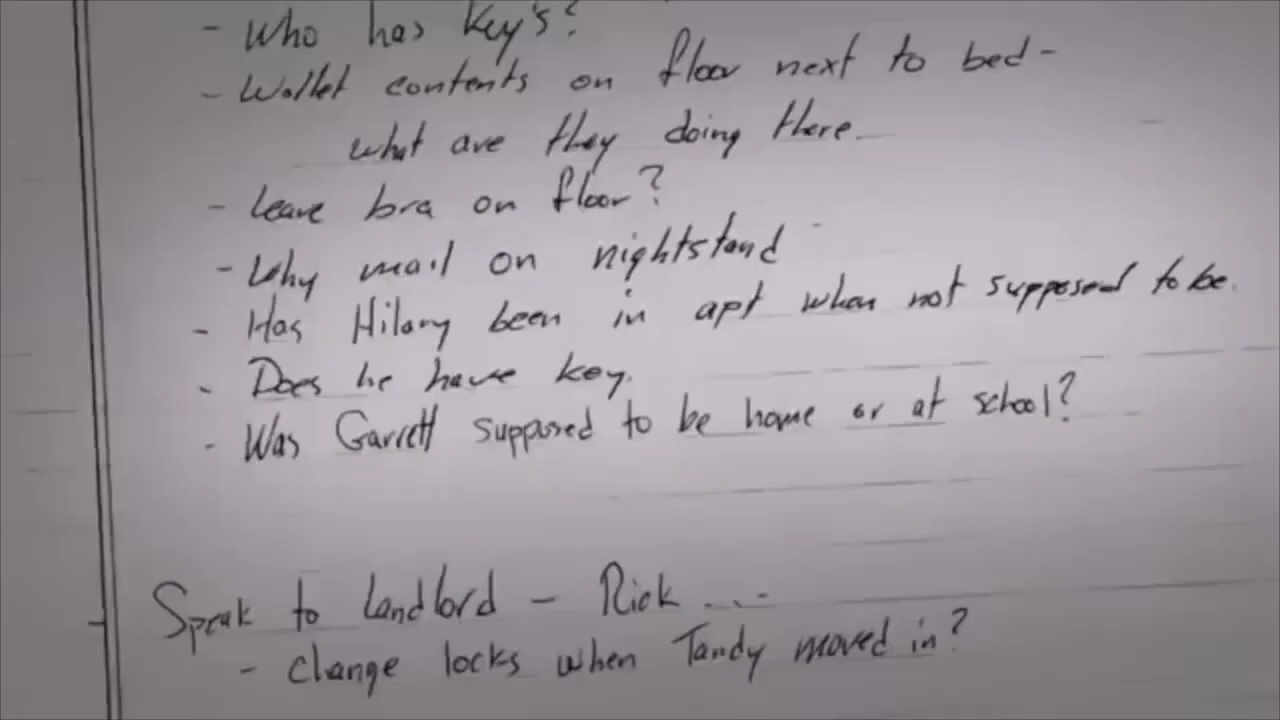 - Who has key's?
- Wallet contents on floor next to bed -
what are they doing there
- leave bra on floor?
- Why mail on nightstand
- Has Hilary been in apt when not supposed to be.
- Does he have key.
- Was Garrett supposed to be home or at school?
Speak to landlord - Rick ...
- change locks when Tandy moved in?